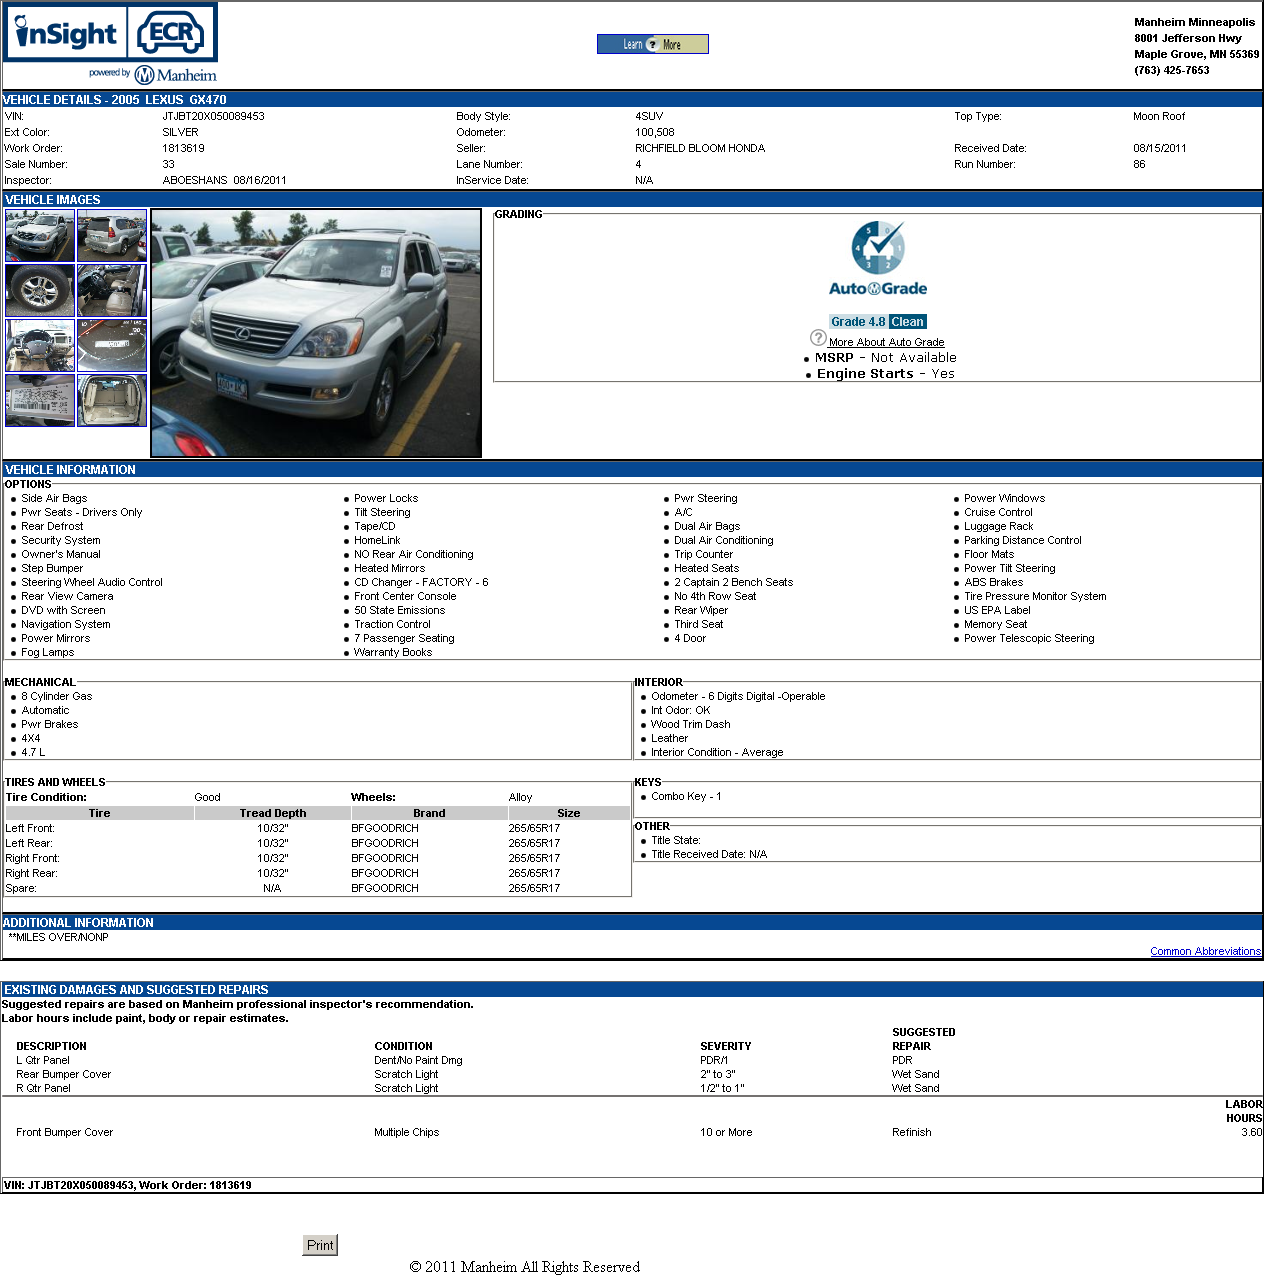 inSight ECR
powered by Manheim
Learn ? More
Manheim Minneapolis
8001 Jefferson Hwy
Maple Grove, MN 55369
(763) 425-7653
VEHICLE DETAILS - 2005 LEXUS GX470
VIN: JTJBT20X050089453 Body Style: 4SUV Top Type: Moon Roof
Ext Color: SILVER Odometer: 100,508
Work Order: 1813619 Seller: RICHFIELD BLOOM HONDA Received Date: 08/15/2011
Sale Number: 33 Lane Number: 4 Run Number: 86
Inspector: ABOESHANS 08/16/2011 InService Date: N/A
VEHICLE IMAGES
GRADING
5 0 4 1 3 2
Auto Grade
Grade 4.8 Clean
? More About Auto Grade
• MSRP - Not Available
• Engine Starts - Yes
VEHICLE INFORMATION
OPTIONS
• Side Air Bags • Power Locks • Pwr Steering • Power Windows
• Pwr Seats - Drivers Only • Tilt Steering • A/C • Cruise Control
• Rear Defrost • Tape/CD • Dual Air Bags • Luggage Rack
• Security System • HomeLink • Dual Air Conditioning • Parking Distance Control
• Owner's Manual • NO Rear Air Conditioning • Trip Counter • Floor Mats
• Step Bumper • Heated Mirrors • Heated Seats • Power Tilt Steering
• Steering Wheel Audio Control • CD Changer - FACTORY - 6 • 2 Captain 2 Bench Seats • ABS Brakes
• Rear View Camera • Front Center Console • No 4th Row Seat • Tire Pressure Monitor System
• DVD with Screen • 50 State Emissions • Rear Wiper • US EPA Label
• Navigation System • Traction Control • Third Seat • Memory Seat
• Power Mirrors • 7 Passenger Seating • 4 Door • Power Telescopic Steering
• Fog Lamps • Warranty Books
MECHANICAL
• 8 Cylinder Gas
• Automatic
• Pwr Brakes
• 4X4
• 4.7 L
INTERIOR
• Odometer - 6 Digits Digital -Operable
• Int Odor: OK
• Wood Trim Dash
• Leather
• Interior Condition - Average
TIRES AND WHEELS
Tire Condition: Good Wheels: Alloy
Tire Tread Depth Brand Size
Left Front: 10/32" BFGOODRICH 265/65R17
Left Rear: 10/32" BFGOODRICH 265/65R17
Right Front: 10/32" BFGOODRICH 265/65R17
Right Rear: 10/32" BFGOODRICH 265/65R17
Spare: N/A BFGOODRICH 265/65R17
KEYS
• Combo Key - 1
OTHER
• Title State:
• Title Received Date: N/A
ADDITIONAL INFORMATION
**MILES OVER/NONP
Common Abbreviations
EXISTING DAMAGES AND SUGGESTED REPAIRS
Suggested repairs are based on Manheim professional inspector's recommendation.
Labor hours include paint, body or repair estimates.
DESCRIPTION CONDITION SEVERITY SUGGESTED REPAIR
L Qtr Panel Dent/No Paint Dmg PDR/1 PDR
Rear Bumper Cover Scratch Light 2" to 3" Wet Sand
R Qtr Panel Scratch Light 1/2" to 1" Wet Sand
LABOR
HOURS
Front Bumper Cover Multiple Chips 10 or More Refinish 3.60
VIN: JTJBT20X050089453, Work Order: 1813619
Print
© 2011 Manheim All Rights Reserved